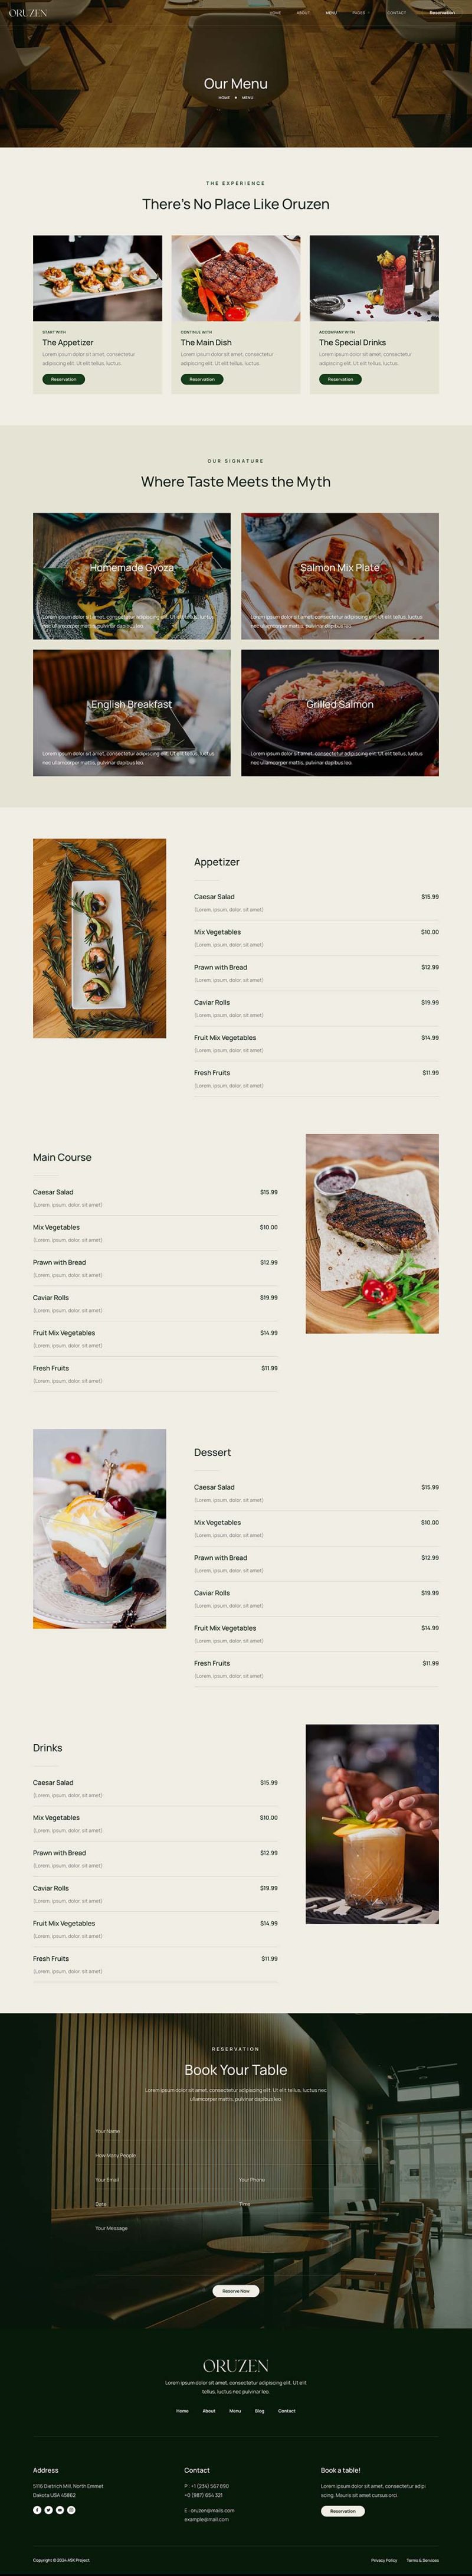 ORUZEN
HOME ABOUT MENU PAGES CONTACT Reservation
Our Menu
HOME MENU
THE EXPERIENCE
There's No Place Like Oruzen
START WITH
The Appetizer
Lorem ipsum dolor sit amet, consectetur
adipiscing elit. Ut elit tellus, luctus.
Reservation
CONTINUE WITH
The Main Dish
Lorem ipsum dolor sit amet, consectetur
adipiscing elit. Ut elit tellus, luctus.
Reservation
ACCOMPANY WITH
The Special Drinks
Lorem ipsum dolor sit amet, consectetur
adipiscing elit. Ut elit tellus, luctus.
Reservation
OUR SIGNATURE
Where Taste Meets the Myth
Homemade Gyoza
Lorem ipsum dolor sit amet, consectetur adipiscing elit. Ut elit tellus, luctus
nec ullamcorper mattis, pulvinar dapibus leo.
Salmon Mix Plate
Lorem ipsum dolor sit amet, consectetur adipiscing elit. Ut elit tellus, luctus
nec ullamcorper mattis, pulvinar dapibus leo.
English Breakfast
Lorem ipsum dolor sit amet, consectetur adipiscing elit. Ut elit tellus, luctus
nec ullamcorper mattis, pulvinar dapibus leo.
Grilled Salmon
Lorem ipsum dolor sit amet, consectetur adipiscing elit. Ut elit tellus, luctus
nec ullamcorper mattis, pulvinar dapibus leo.
Appetizer
Caesar Salad $15.99
(Lorem, ipsum, dolor, sit amet)
Mix Vegetables $10.00
(Lorem, ipsum, dolor, sit amet)
Prawn with Bread $12.99
(Lorem, ipsum, dolor, sit amet)
Caviar Rolls $19.99
(Lorem, ipsum, dolor, sit amet)
Fruit Mix Vegetables $14.99
(Lorem, ipsum, dolor, sit amet)
Fresh Fruits $11.99
(Lorem, ipsum, dolor, sit amet)
Main Course
Caesar Salad $15.99
(Lorem, ipsum, dolor, sit amet)
Mix Vegetables $10.00
(Lorem, ipsum, dolor, sit amet)
Prawn with Bread $12.99
(Lorem, ipsum, dolor, sit amet)
Caviar Rolls $19.99
(Lorem, ipsum, dolor, sit amet)
Fruit Mix Vegetables $14.99
(Lorem, ipsum, dolor, sit amet)
Fresh Fruits $11.99
(Lorem, ipsum, dolor, sit amet)
Dessert
Caesar Salad $15.99
(Lorem, ipsum, dolor, sit amet)
Mix Vegetables $10.00
(Lorem, ipsum, dolor, sit amet)
Prawn with Bread $12.99
(Lorem, ipsum, dolor, sit amet)
Caviar Rolls $19.99
(Lorem, ipsum, dolor, sit amet)
Fruit Mix Vegetables $14.99
(Lorem, ipsum, dolor, sit amet)
Fresh Fruits $11.99
(Lorem, ipsum, dolor, sit amet)
Drinks
Caesar Salad $15.99
(Lorem, ipsum, dolor, sit amet)
Mix Vegetables $10.00
(Lorem, ipsum, dolor, sit amet)
Prawn with Bread $12.99
(Lorem, ipsum, dolor, sit amet)
Caviar Rolls $19.99
(Lorem, ipsum, dolor, sit amet)
Fruit Mix Vegetables $14.99
(Lorem, ipsum, dolor, sit amet)
Fresh Fruits $11.99
(Lorem, ipsum, dolor, sit amet)
RESERVATION
Book Your Table
Lorem ipsum dolor sit amet, consectetur adipiscing elit. Ut elit tellus, luctus nec
ullamcorper mattis, pulvinar dapibus leo.
Your Name
How Many People
Your Email Your Phone
Date Time
Your Message
Reserve Now
ORUZEN
Lorem ipsum dolor sit amet, consectetur adipiscing elit. Ut elit
tellus, luctus nec pulvinar leo.
Home About Menu Blog Contact
Address
5116 Dietrich Mill, North Emmet
Dakota USA 45862
Contact
P : +1 (234) 567 890
+0 (987) 654 321
E : oruzen@mails.com
example@mail.com
Book a table!
Lorem ipsum dolor sit amet, consectetur adipi
scing. Mauris sit amet cursus orci.
Reservation
Copyright © 2024 ASK Project
Privacy Policy Terms & Services